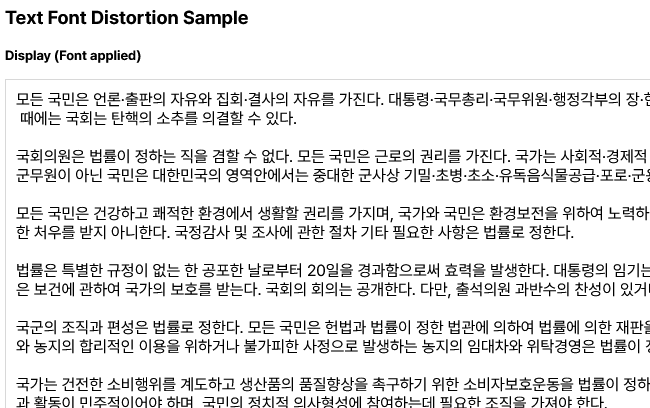 Text Font Distortion Sample
Display (Font applied)
모든 국민은 언론·출판의 자유와 집회·결사의 자유를 가진다. 대통령·국무총리·국무위원·행정각부의 장·
때에는 국회는 탄핵의 소추를 의결할 수 있다.
국회의원은 법률이 정하는 직을 겸할 수 없다. 모든 국민은 근로의 권리를 가진다. 국가는 사회적·경제적
군무원이 아닌 국민은 대한민국의 영역안에서는 중대한 군사상 기밀·초병·초소·유독음식물공급·포로·
모든 국민은 건강하고 쾌적한 환경에서 생활할 권리를 가지며, 국가와 국민은 환경보전을 위하여 노력하
한 처우를 받지 아니한다. 국정감사 및 조사에 관한 절차 기타 필요한 사항은 법률로 정한다.
법률은 특별한 규정이 없는 한 공포한 날로부터 20일을 경과함으로써 효력을 발생한다. 대통령의 임기는
은 보건에 관하여 국가의 보호를 받는다. 국회의 회의는 공개한다. 다만, 출석의원 과반수의 찬성이 있거
국군의 조직과 편성은 법률로 정한다. 모든 국민은 헌법과 법률이 정한 법관에 의하여 법률에 의한 재판을
와 농지의 합리적인 이용을 위하거나 불가피한 사정으로 발생하는 농지의 임대차와 위탁경영은 법률이
국가는 건전한 소비행위를 계도하고 생산품의 품질향상을 촉구하기 위한 소비자보호운동을 법률이 정하
과 활동이 민주적이어야 하며, 국민의 정치적 의사형성에 참여하는데 필요한 조직을 가져야 한다.